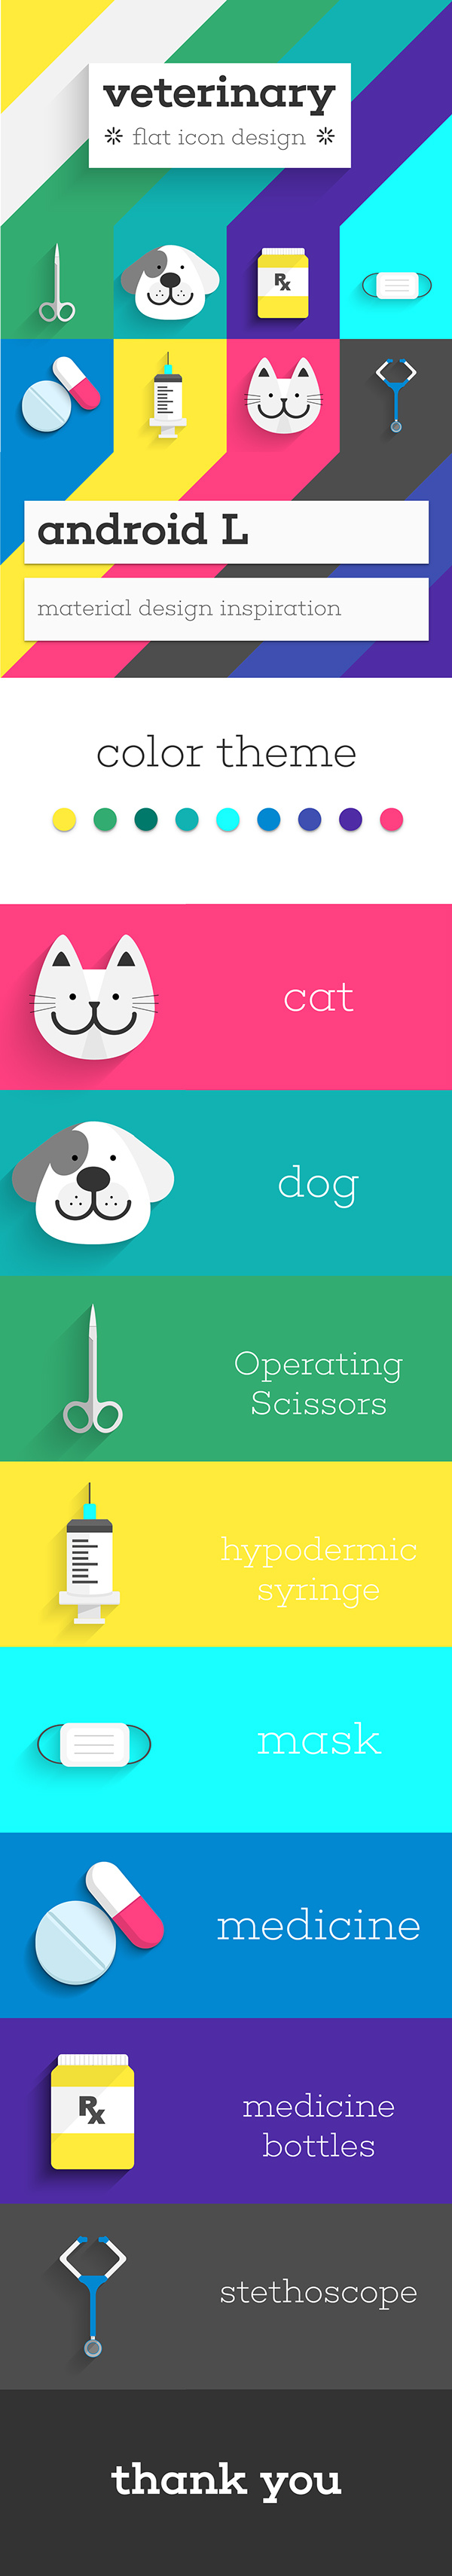 veterinary
flat icon design
Rx
android L
material design inspiration
color theme
cat
dog
Operating
Scissors
hypodermic
syringe
mask
medicine
Rx
medicine
bottles
stethoscope
thank you